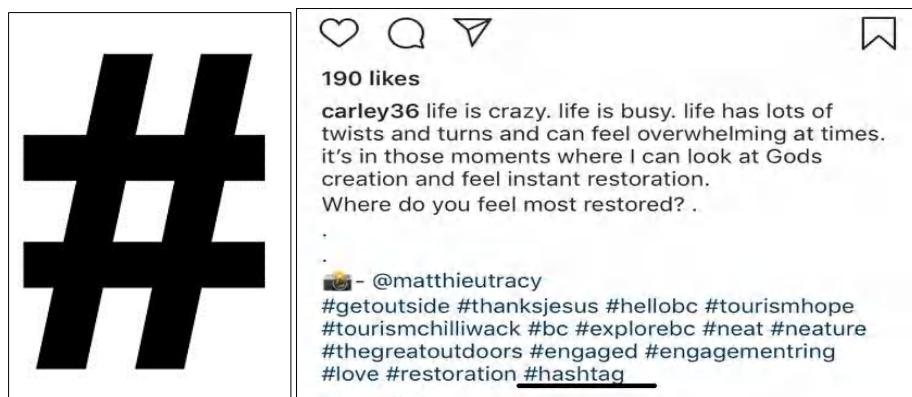 #
190 likes
carley36 life is crazy. life is busy. life has lots of
twists and turns and can feel overwhelming at times.
it's in those moments where I can look at Gods
creation and feel instant restoration.
Where do you feel most restored? .
.
.
📸- @matthieutracy
#getoutside #thanksjesus #hellobc #tourismhope
#tourismchilliwack #bc #explorebc #neat #neature
#thegreatoutdoors #engaged #engagementring
#love #restoration #hashtag